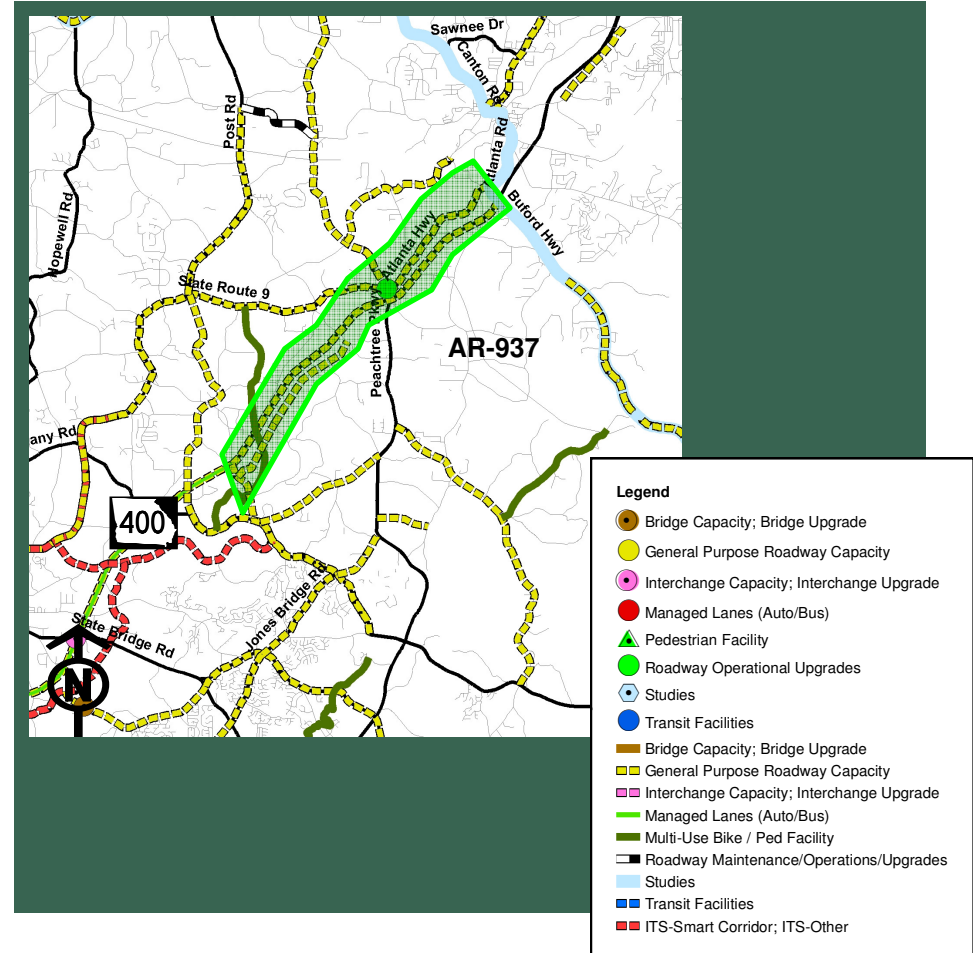 Sawnee Dr
Canton Rd
Post Rd
Atlanta Rd
Hopewell Rd
Buford Hwy
Atlanta Hwy
State Route 9
Peachtree Pkwy
AR-937
any Rd
400
Jones Bridge Rd
State Bridge Rd
N
Legend
Bridge Capacity; Bridge Upgrade
General Purpose Roadway Capacity
Interchange Capacity; Interchange Upgrade
Managed Lanes (Auto/Bus)
Pedestrian Facility
Roadway Operational Upgrades
Studies
Transit Facilities
Bridge Capacity; Bridge Upgrade
General Purpose Roadway Capacity
Interchange Capacity; Interchange Upgrade
Managed Lanes (Auto/Bus)
Multi-Use Bike / Ped Facility
Roadway Maintenance/Operations/Upgrades
Studies
Transit Facilities
ITS-Smart Corridor; ITS-Other